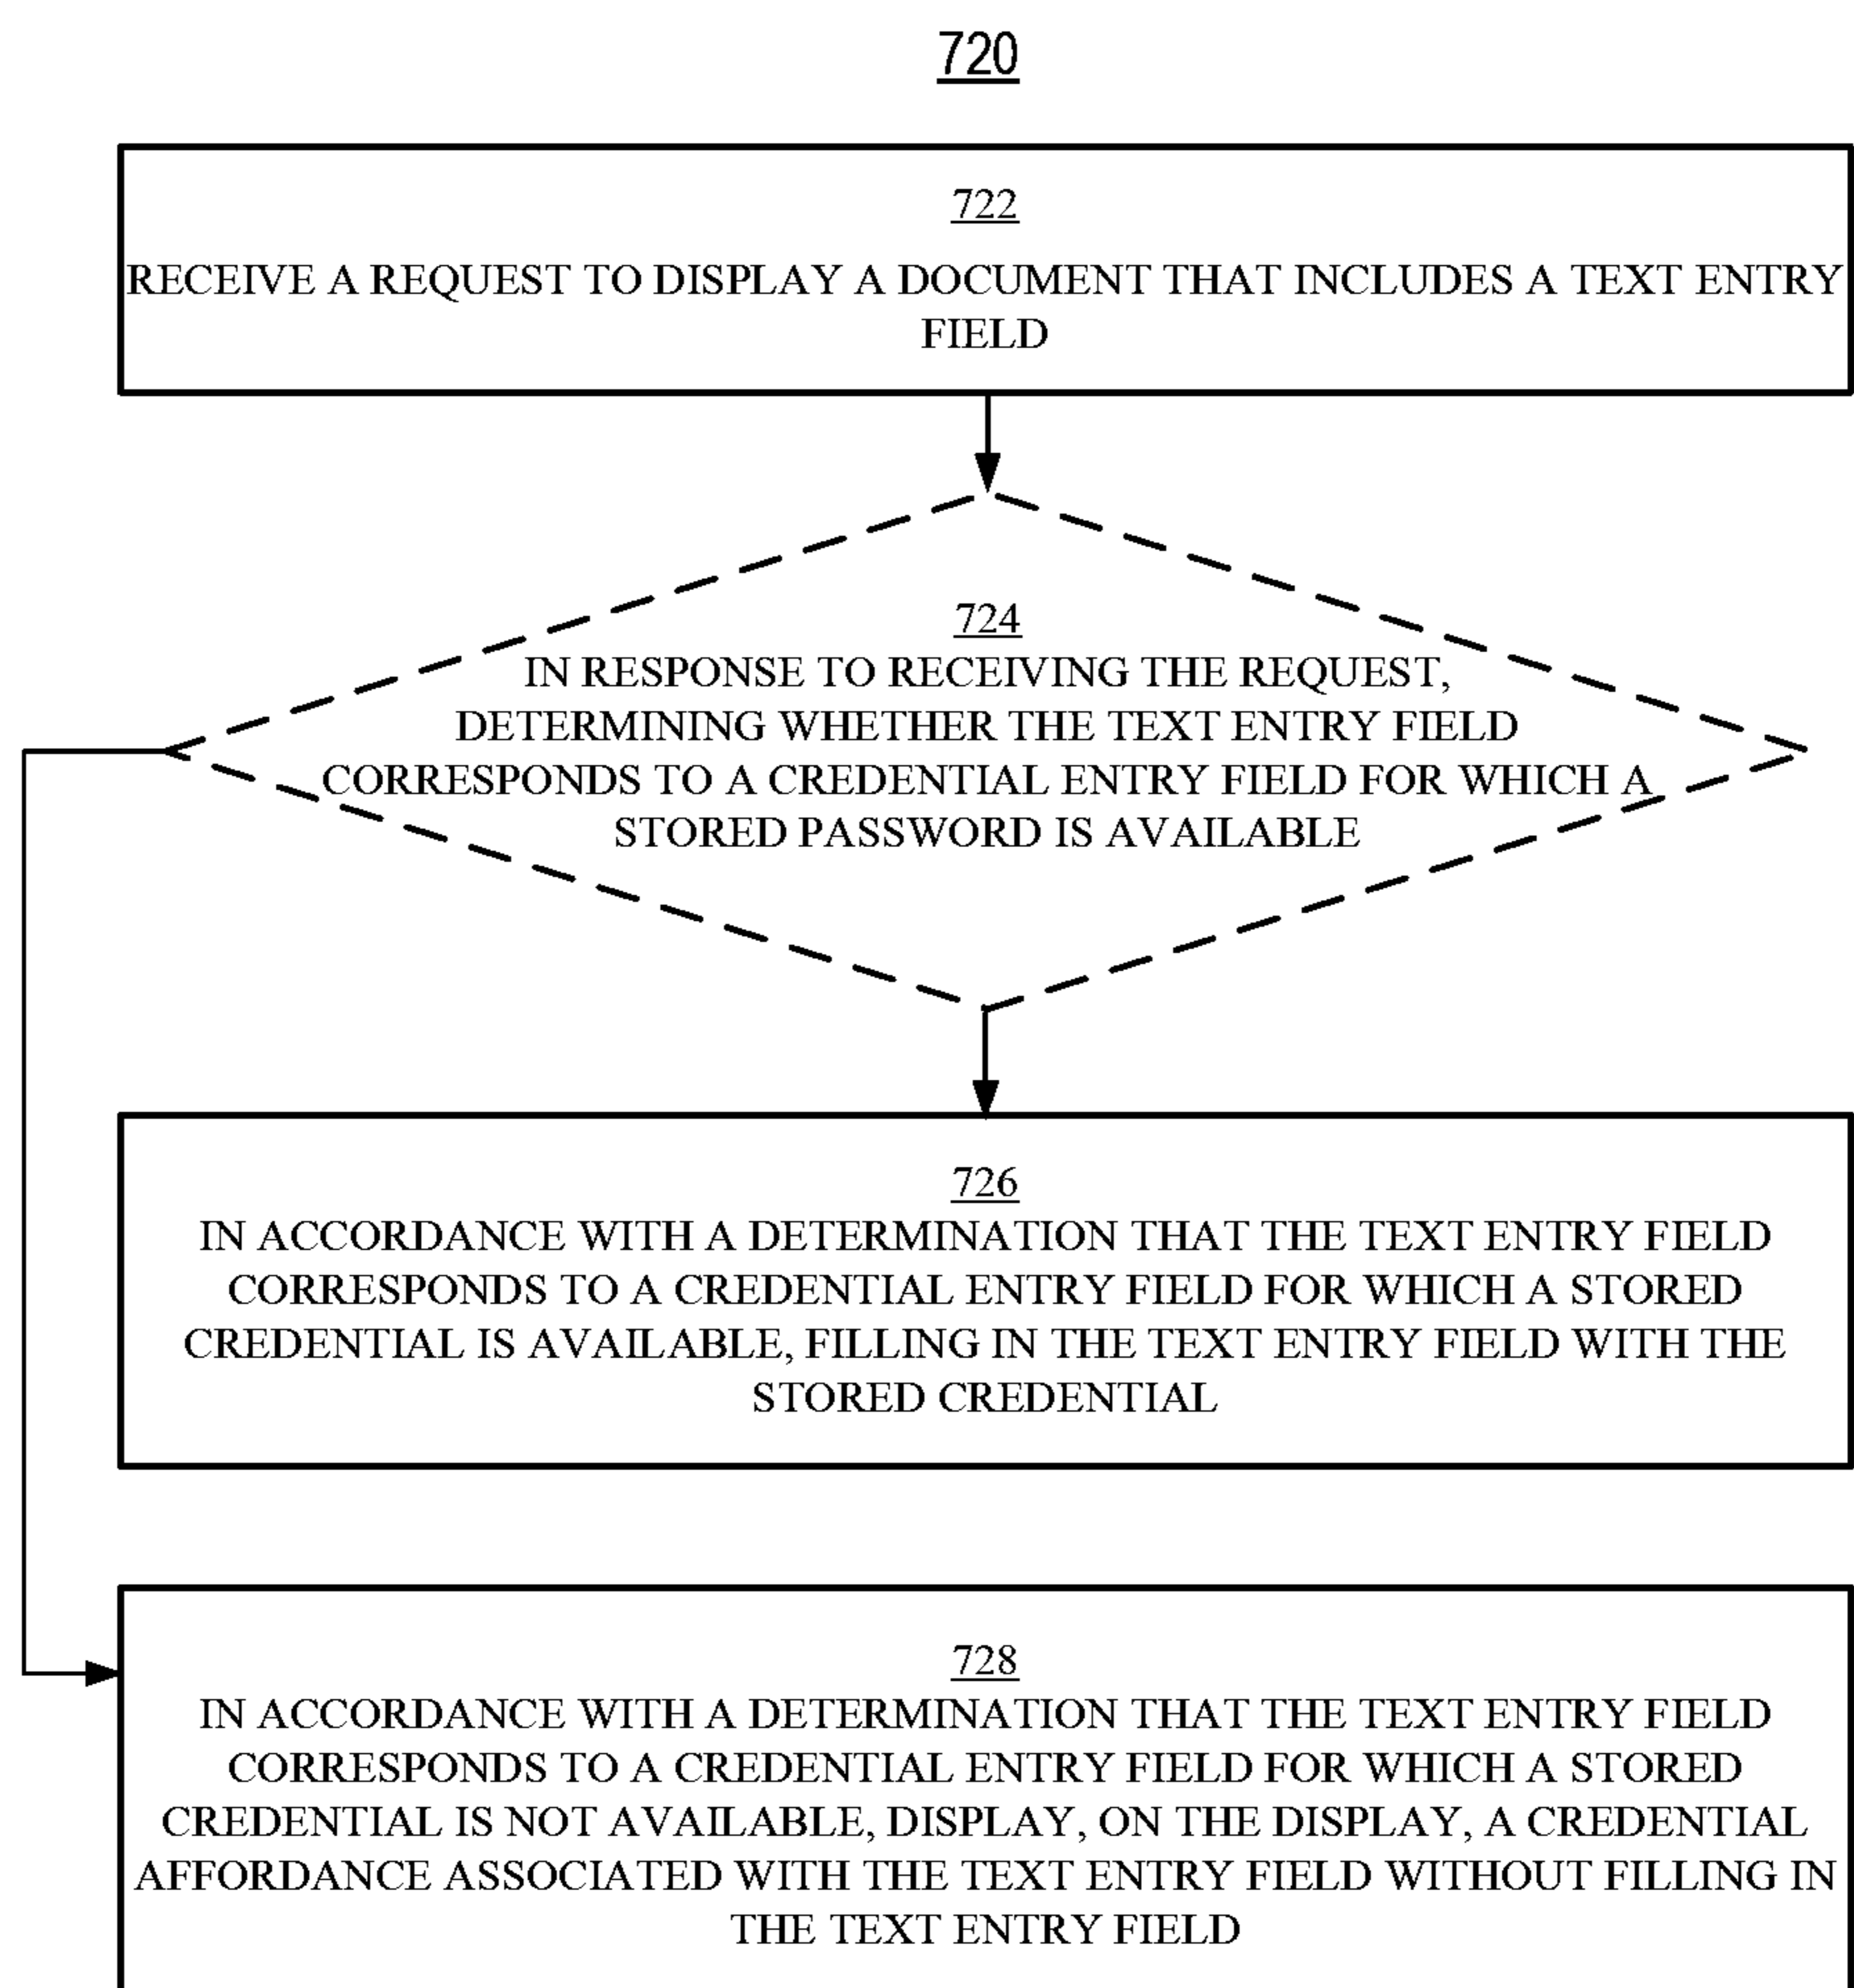 720
722
RECEIVE A REQUEST TO DISPLAY A DOCUMENT THAT INCLUDES A TEXT ENTRY
FIELD
724
IN RESPONSE TO RECEIVING THE REQUEST,
DETERMINING WHETHER THE TEXT ENTRY FIELD
CORRESPONDS TO A CREDENTIAL ENTRY FIELD FOR WHICH A
STORED PASSWORD IS AVAILABLE
726
IN ACCORDANCE WITH A DETERMINATION THAT THE TEXT ENTRY FIELD
CORRESPONDS TO A CREDENTIAL ENTRY FIELD FOR WHICH A STORED
CREDENTIAL IS AVAILABLE, FILLING IN THE TEXT ENTRY FIELD WITH THE
STORED CREDENTIAL
728
IN ACCORDANCE WITH A DETERMINATION THAT THE TEXT ENTRY FIELD
CORRESPONDS TO A CREDENTIAL ENTRY FIELD FOR WHICH A STORED
CREDENTIAL IS NOT AVAILABLE, DISPLAY, ON THE DISPLAY, A CREDENTIAL
AFFORDANCE ASSOCIATED WITH THE TEXT ENTRY FIELD WITHOUT FILLING IN
THE TEXT ENTRY FIELD